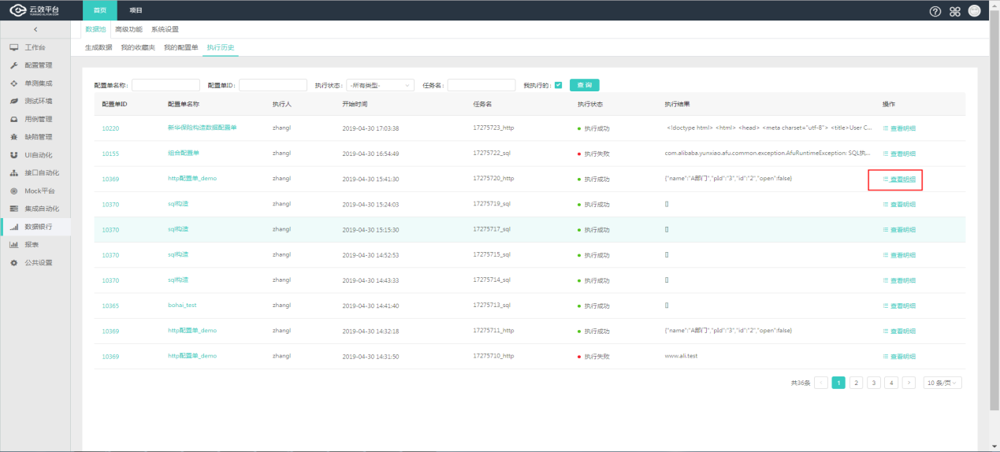 云效平台 首页 项目
数据池 高级功能 系统设置
生成数据 我的收藏夹 我的配置单 执行历史
工作台
配置管理
单测集成
测试环境
用例管理
缺陷管理
UI自动化
接口自动化
Mock平台
集成自动化
数据银行
报表
公共设置
配置单名称: 配置单ID: 执行状态: -所有类型- 任务名: 我执行的: 查 询
配置单ID 配置单名称 执行人 开始时间 任务名 执行状态 执行结果 操作
10220 新华保险构造数据配置单 zhangl 2019-04-30 17:03:38 17275723_http 执行成功 <!doctype html> <html> <head> <meta charset="utf-8"> <title>User C... 查看明细
10155 组合配置单 zhangl 2019-04-30 16:54:49 17275722_sql 执行失败 com.alibaba.yunxiao.afu.common.exception.AfuRuntimeException: SQL执... 查看明细
10369 http配置单_demo zhangl 2019-04-30 15:41:30 17275720_http 执行成功 {"name":"A部门","pId":"3","id":"2","open":false} 查看明细
10370 sql构造 zhangl 2019-04-30 15:24:03 17275719_sql 执行成功 [] 查看明细
10370 sql构造 zhangl 2019-04-30 15:15:30 17275717_sql 执行成功 [] 查看明细
10370 sql构造 zhangl 2019-04-30 14:52:53 17275715_sql 执行成功 [] 查看明细
10370 sql构造 zhangl 2019-04-30 14:43:33 17275714_sql 执行成功 [] 查看明细
10365 bohai_test zhangl 2019-04-30 14:41:40 17275713_sql 执行成功 [] 查看明细
10369 http配置单_demo zhangl 2019-04-30 14:32:18 17275711_http 执行成功 {"name":"A部门","pId":"3","id":"2","open":false} 查看明细
10369 http配置单_demo zhangl 2019-04-30 14:31:50 17275710_http 执行失败 www.ali.test 查看明细
共36条 < 1 2 3 4 > 10 条/页